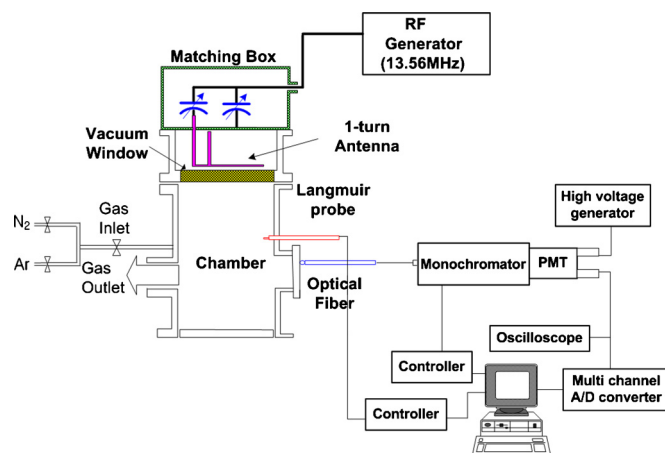 RF
Generator
(13.56MHz)
Matching Box
Vacuum
Window
1-turn
Antenna
Langmuir
probe
High voltage
generator
N₂
Gas
Inlet
Ar
Gas
Outlet
Chamber
Optical
Fiber
Monochromator
PMT
Oscilloscope
Controller
Multi channel
A/D converter
Controller